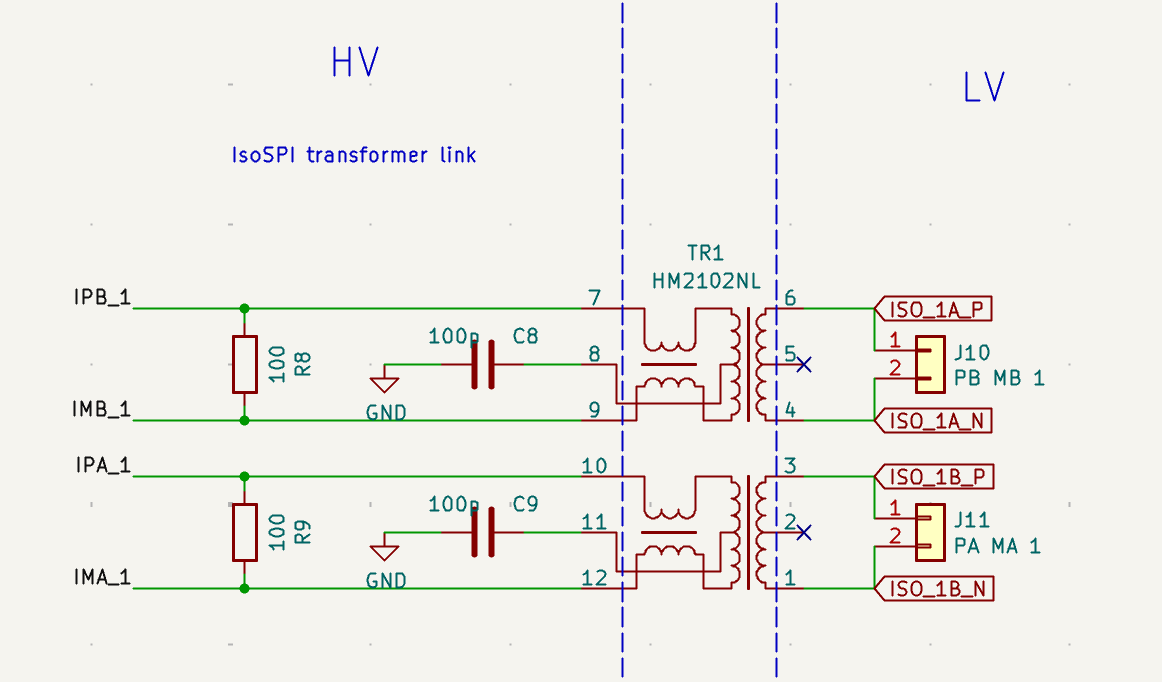 HV
LV
IsoSPI transformer link
TR1
HM2102NL
IPB_1
7
6
ISO_1A_P
100p
C8
1
100
R8
8
5
J10
2
PB MB 1
GND
IMB_1
9
4
ISO_1A_N
IPA_1
10
3
ISO_1B_P
100p
C9
1
100
R9
11
2
J11
2
PA MA 1
GND
IMA_1
12
1
ISO_1B_N